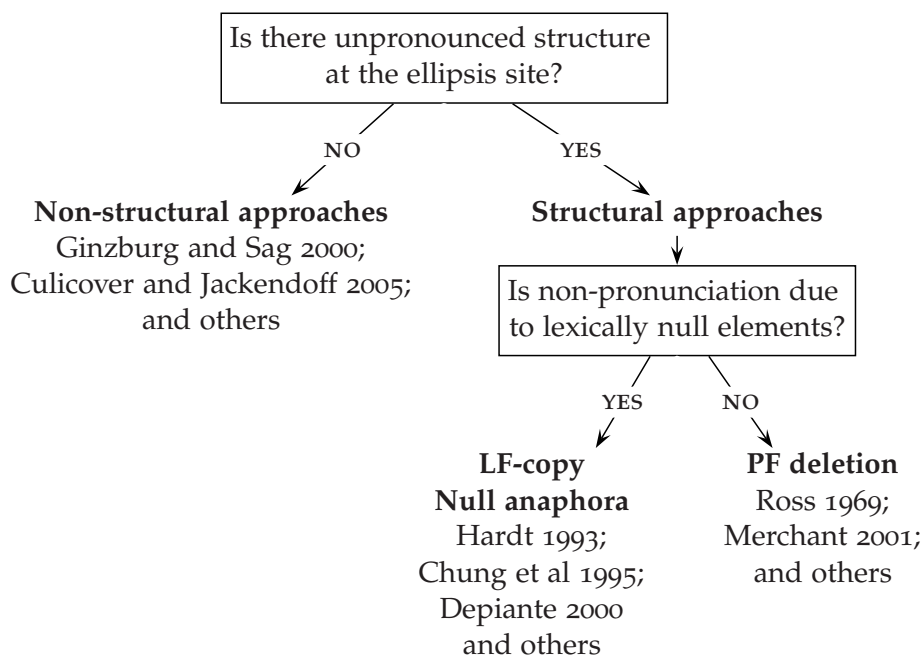 Is there unpronounced structure
at the ellipsis site?
NO
YES
Non-structural approaches
Ginzburg and Sag 2000;
Culicover and Jackendoff 2005;
and others
Structural approaches
Is non-pronunciation due
to lexically null elements?
YES
NO
LF-copy
Null anaphora
Hardt 1993;
Chung et al 1995;
Depiante 2000
and others
PF deletion
Ross 1969;
Merchant 2001;
and others